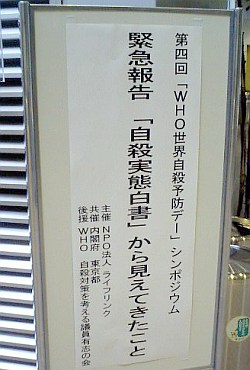 第四回「WHO世界自殺予防デー」シンポジウム
緊急報告「自殺実態白書」から見えてきたこと
主催 NPO法人 ライフリンク
共催 内閣府 東京都
後援 WHO 自殺対策を考える議員有志の会